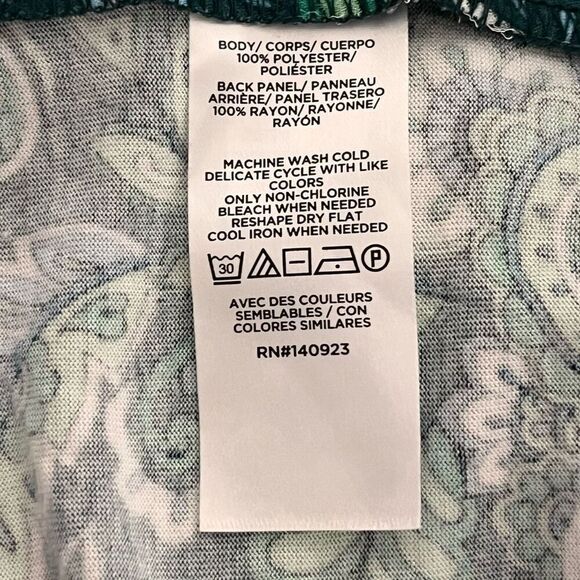 BODY/ CORPS/ CUERPO
100% POLYESTER/
POLIÉSTER
BACK PANEL/ PANNEAU
ARRIÈRE/ PANEL TRASERO
100% RAYON/ RAYONNE/
RAYÓN
MACHINE WASH COLD
DELICATE CYCLE WITH LIKE
COLORS
ONLY NON-CHLORINE
BLEACH WHEN NEEDED
RESHAPE DRY FLAT
COOL IRON WHEN NEEDED
30 P
AVEC DES COULEURS
SEMBLABLES / CON
COLORES SIMILARES
RN#140923